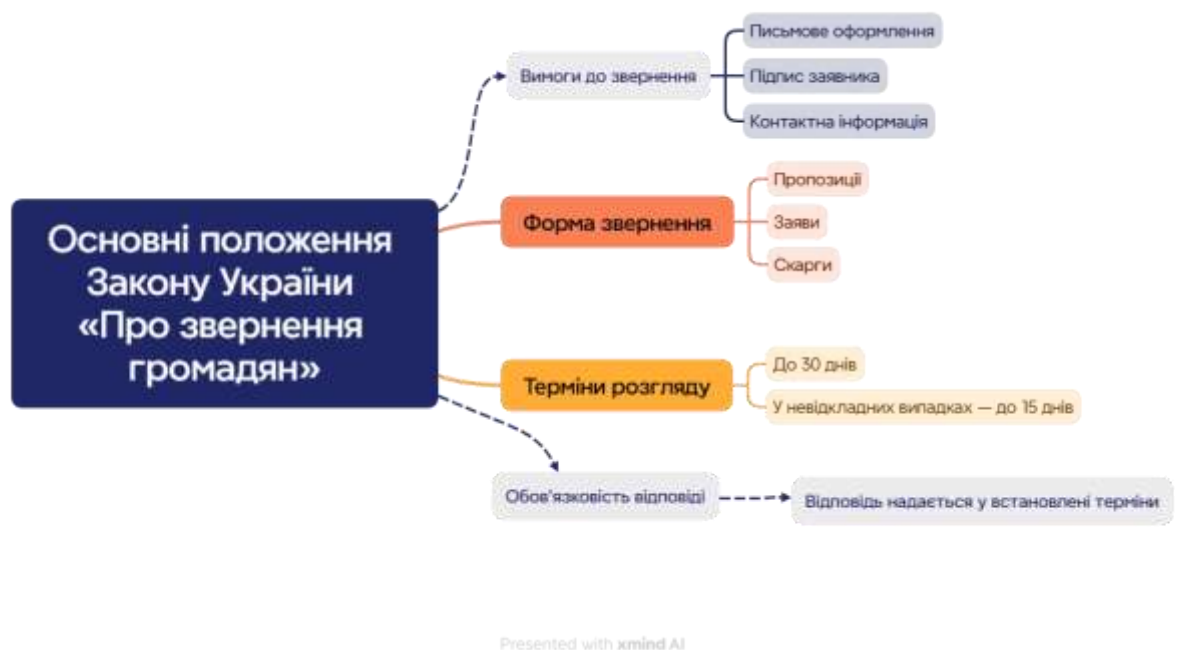 Основні положення
Закону України
«Про звернення
громадян»
Вимоги до звернення
Письмове оформлення
Підпис заявника
Контактна інформація
Форма звернення
Пропозиції
Заяви
Скарги
Терміни розгляду
До 30 днів
У невідкладних випадках — до 15 днів
Обов'язковість відповіді
Відповідь надається у встановлені терміни
Presented with xmind AI